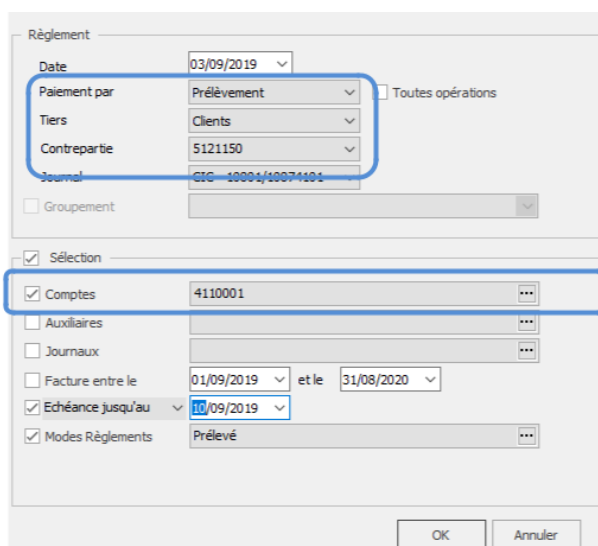 Règlement
Date 03/09/2019
Paiement par Prélèvement Toutes opérations
Tiers Clients
Contrepartie 5121150
Journal CIC
Groupement
Sélection
Comptes 4110001 ...
Auxiliaires ...
Journaux ...
Facture entre le 01/09/2019 et le 31/08/2020
Echéance jusqu'au 10/09/2019
Modes Règlements Prélevé ...
OK Annuler